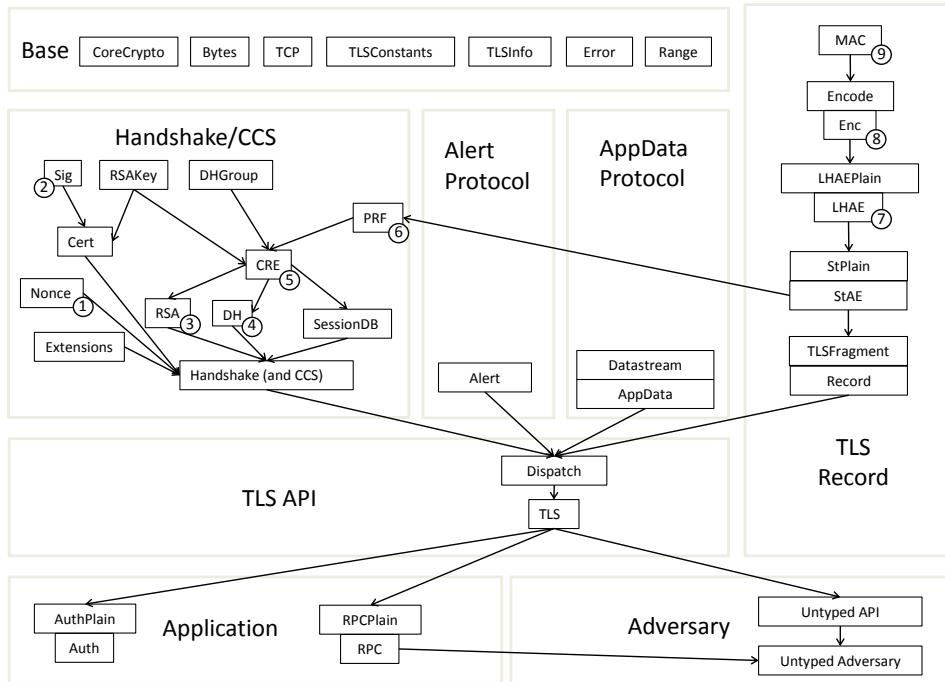 Base
CoreCrypto
Bytes
TCP
TLSConstants
TLSInfo
Error
Range
Handshake/CCS
Sig
2
RSAKey
DHGroup
PRF
6
Cert
CRE
5
Nonce
1
RSA
3
DH
4
SessionDB
Extensions
Handshake (and CCS)
Alert
Protocol
Alert
AppData
Protocol
Datastream
AppData
MAC
9
Encode
Enc
8
LHAEPlain
LHAE
7
StPlain
StAE
TLSFragment
Record
TLS
Record
TLS API
Dispatch
TLS
Application
AuthPlain
Auth
RPCPlain
RPC
Adversary
Untyped API
Untyped Adversary